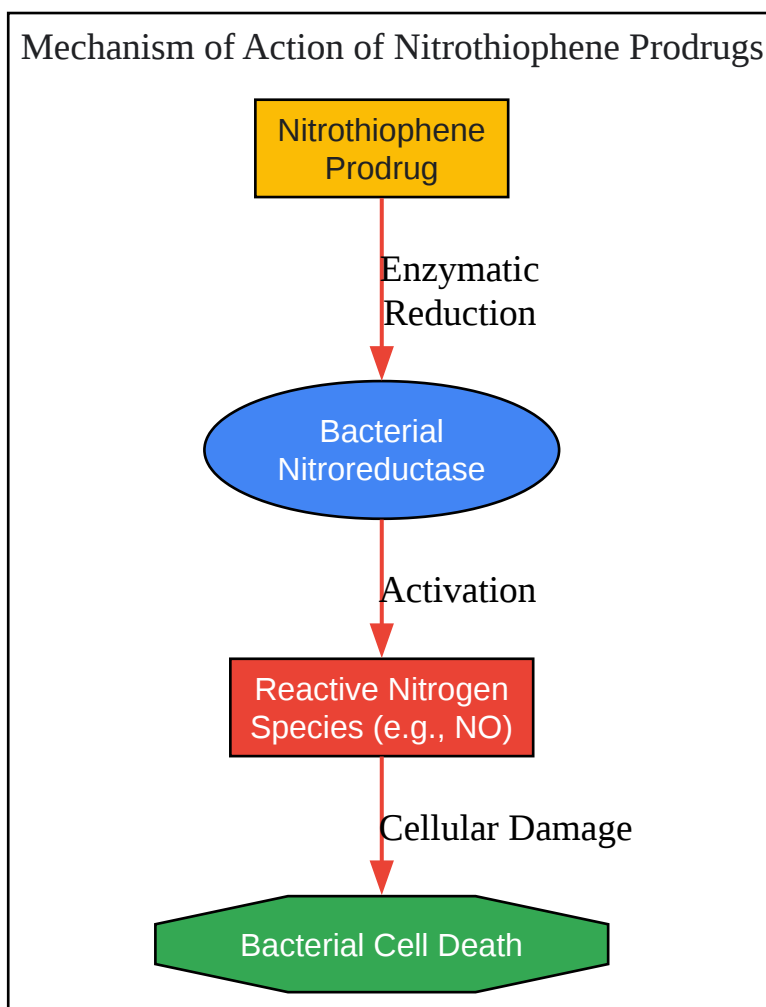 Mechanism of Action of Nitrothiophene Prodrugs
Nitrothiophene
Prodrug
Enzymatic
Reduction
Bacterial
Nitroreductase
Activation
Reactive Nitrogen
Species (e.g., NO)
Cellular Damage
Bacterial Cell Death